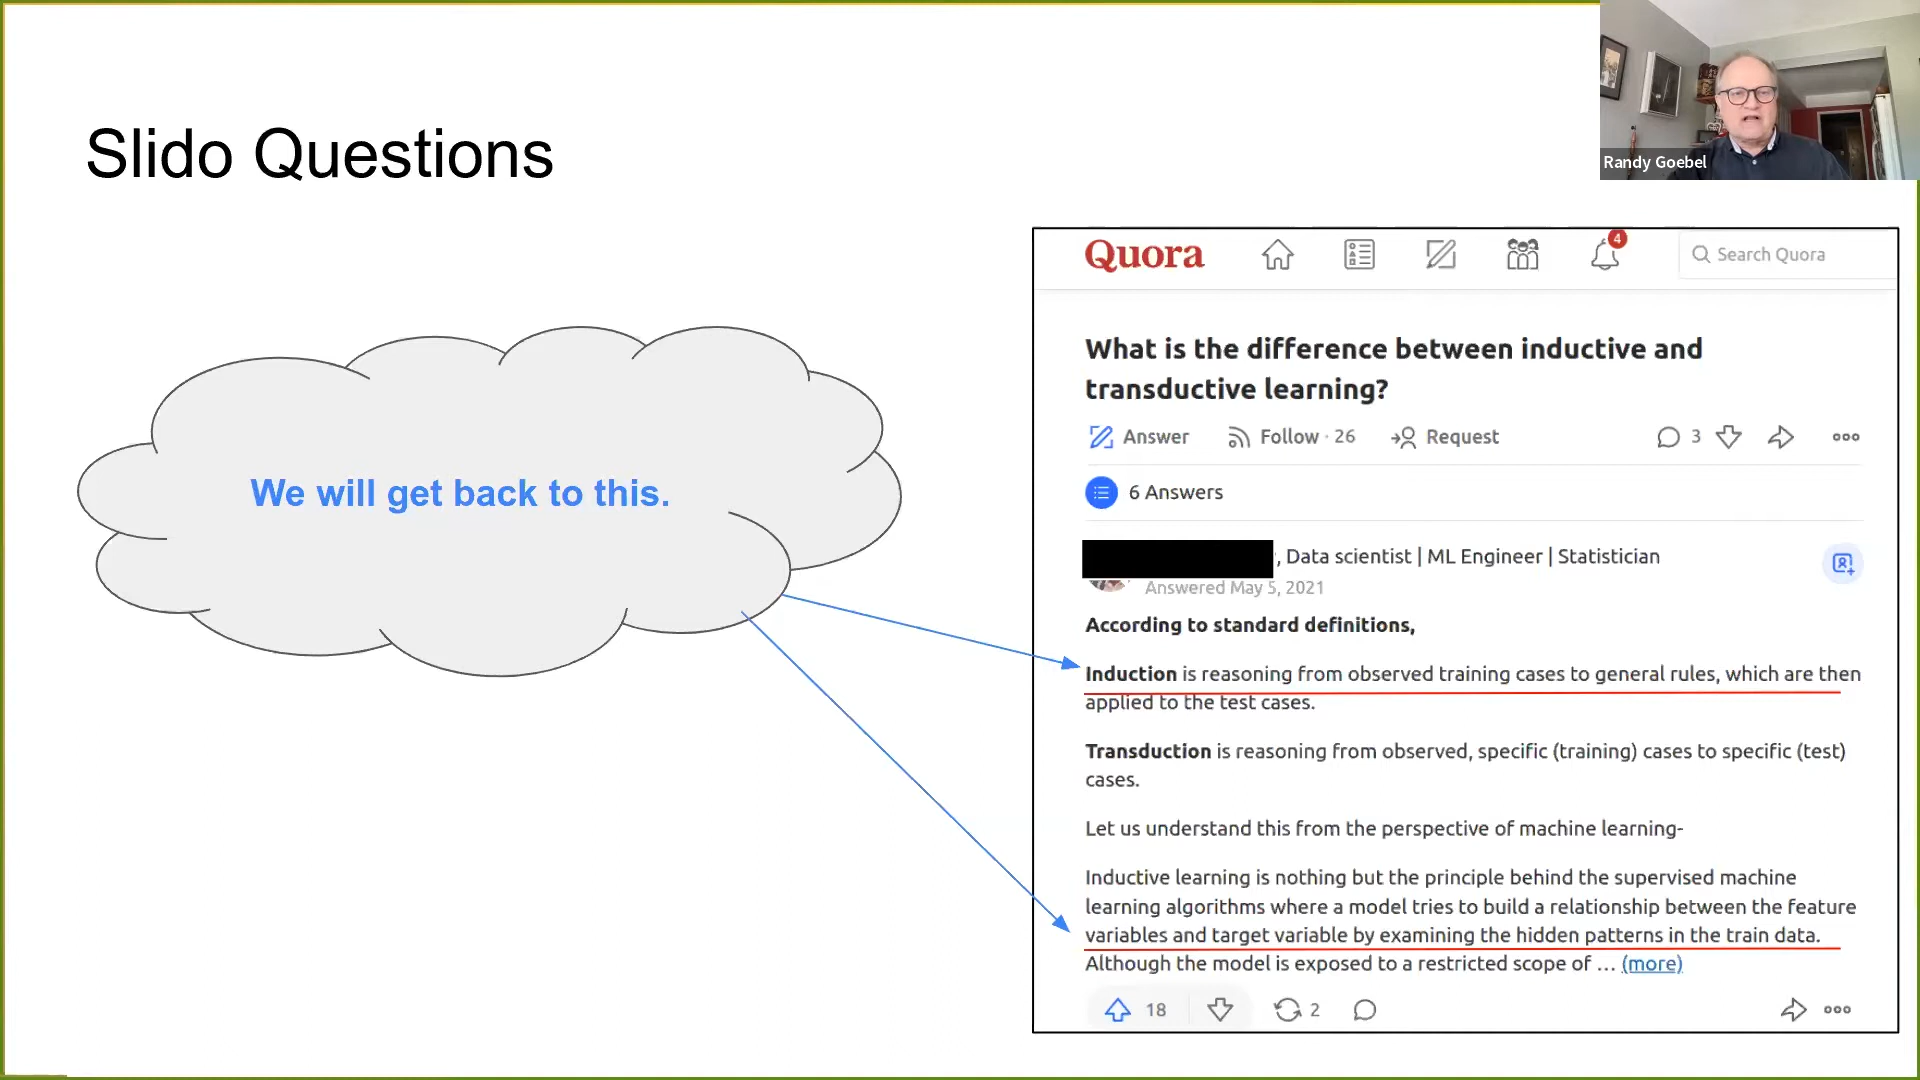 Slido Questions
Randy Goebel
We will get back to this.
Quora
4
Search Quora
What is the difference between inductive and
transductive learning?
Answer
Follow · 26
Request
3
6 Answers
, Data scientist | ML Engineer | Statistician
Answered May 5, 2021
According to standard definitions,
Induction is reasoning from observed training cases to general rules, which are then
applied to the test cases.
Transduction is reasoning from observed, specific (training) cases to specific (test)
cases.
Let us understand this from the perspective of machine learning-
Inductive learning is nothing but the principle behind the supervised machine
learning algorithms where a model tries to build a relationship between the feature
variables and target variable by examining the hidden patterns in the train data.
Although the model is exposed to a restricted scope of … (more)
18
2